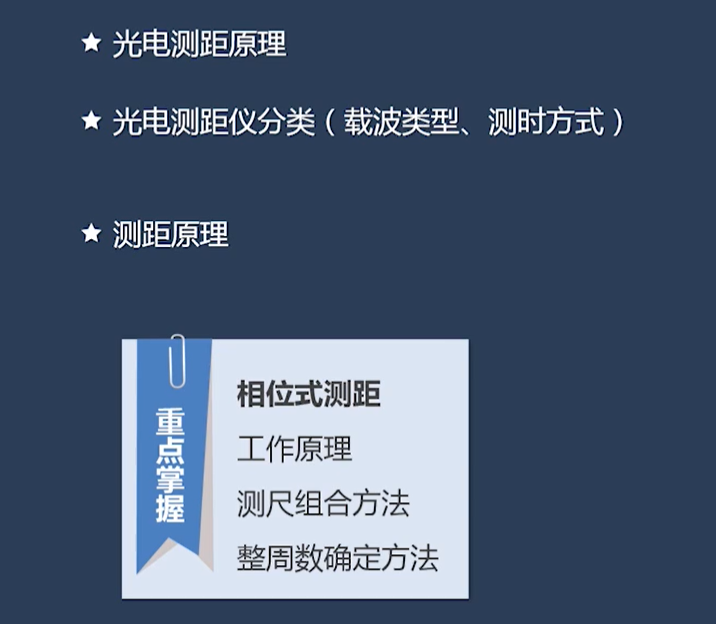 ★ 光电测距原理
★ 光电测距仪分类（载波类型、测时方式）
★ 测距原理
重点掌握
相位式测距
工作原理
测尺组合方法
整周数确定方法